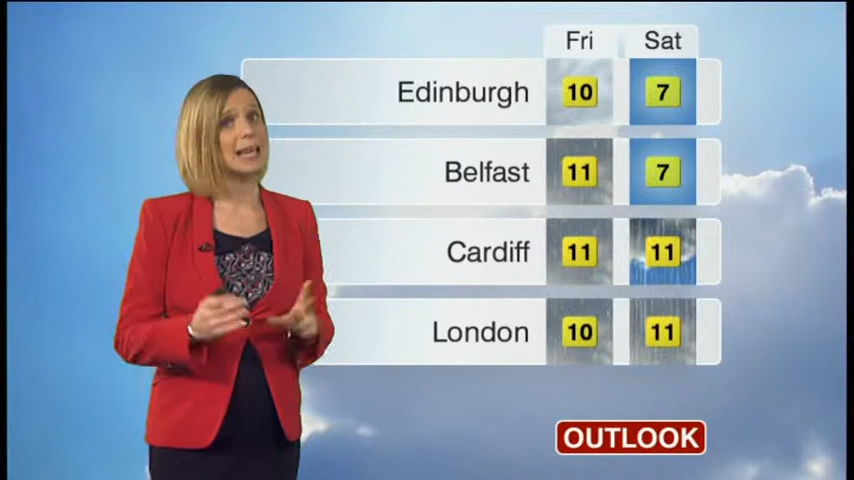 Fri Sat
Edinburgh 10 7
Belfast 11 7
Cardiff 11 11
London 10 11
OUTLOOK